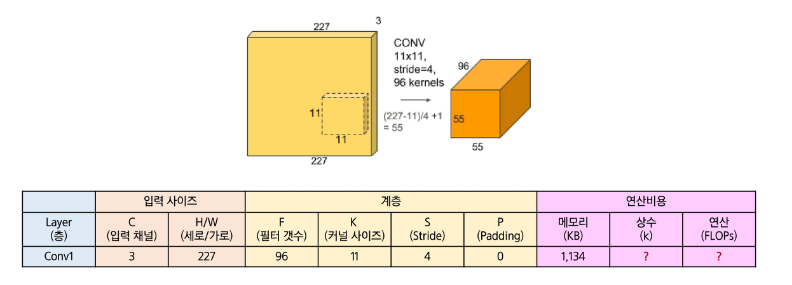 227
3
CONV
11x11,
stride=4,
96 kernels
11
11
227
(227-11)/4 +1
= 55
96
55
55
입력 사이즈 계층 연산비용
Layer
(층)
C
(입력 채널)
H/W
(세로/가로)
F
(필터 갯수)
K
(커널 사이즈)
S
(Stride)
P
(Padding)
메모리
(KB)
상수
(k)
연산
(FLOPs)
Conv1 3 227 96 11 4 0 1,134 ? ?